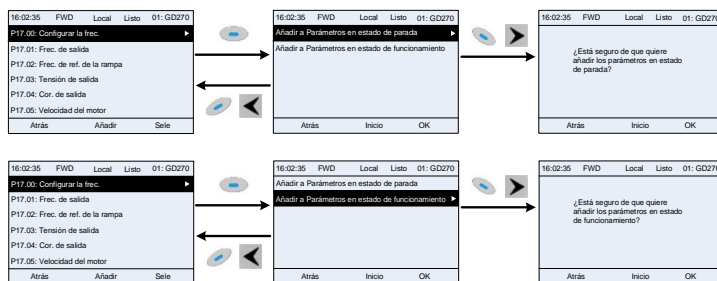 16:02:35 FWD Local Listo 01: GD270
P17.00: Configurar la frec.
P17.01: Frec. de salida
P17.02: Frec. de ref. de la rampa
P17.03: Tensión de salida
P17.04: Cor. de salida
P17.05: Velocidad del motor
Atrás Añadir Sele
16:02:35 FWD Local Listo 01: GD270
Añadir a Parámetros en estado de parada
Añadir a Parámetros en estado de funcionamiento
Atrás Inicio OK
16:02:35 FWD Local Listo 01: GD270
¿Está seguro de que quiere
añadir los parámetros en estado
de parada?
Atrás Inicio OK
16:02:35 FWD Local Listo 01: GD270
P17.00: Configurar la frec.
P17.01: Frec. de salida
P17.02: Frec. de ref. de la rampa
P17.03: Tensión de salida
P17.04: Cor. de salida
P17.05: Velocidad del motor
Atrás Añadir Sele
16:02:35 FWD Local Listo 01: GD270
Añadir a Parámetros en estado de parada
Añadir a Parámetros en estado de funcionamiento
Atrás Inicio OK
16:02:35 FWD Local Listo 01: GD270
¿Está seguro de que quiere
añadir los parámetros en estado
de funcionamiento?
Atrás Inicio OK